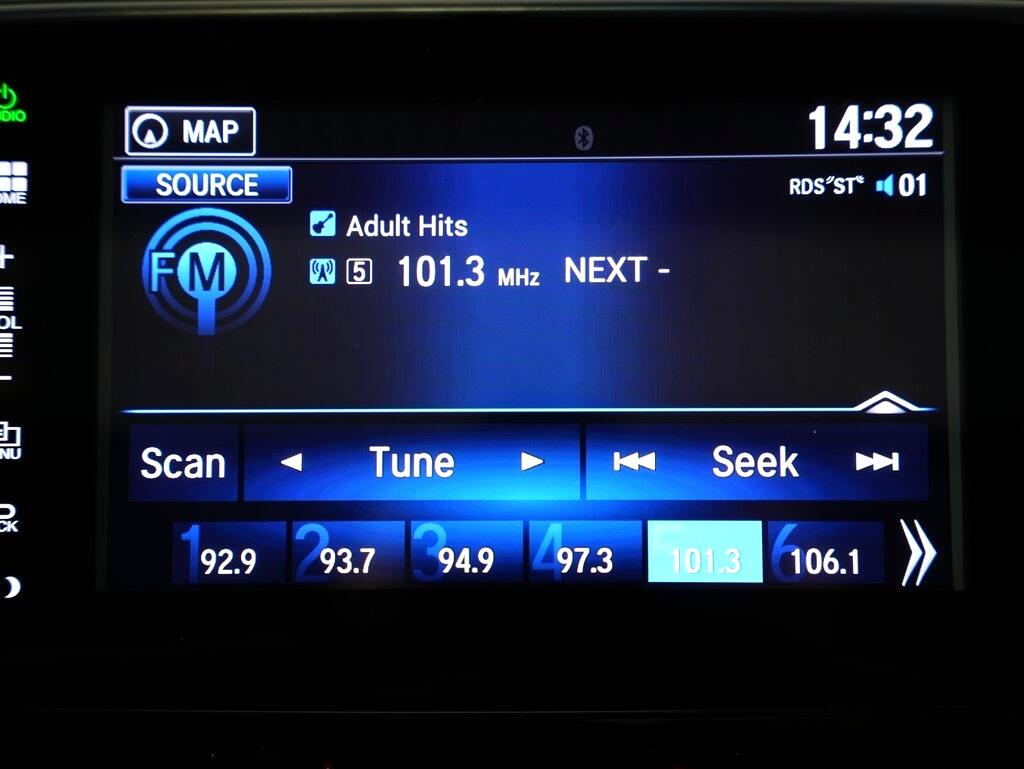 MAP
14:32
SOURCE
RDS ST 01
FM
Adult Hits
5 101.3 MHz NEXT -
Scan Tune Seek
1 92.9 2 93.7 3 94.9 4 97.3 101.3 6 106.1